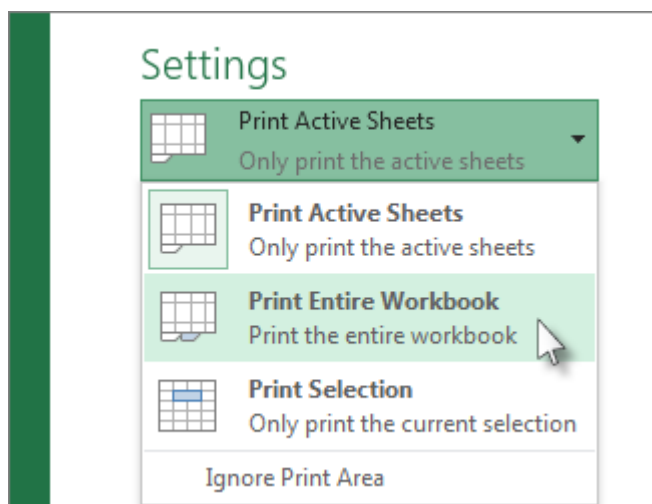 Settings
Print Active Sheets
Only print the active sheets
Print Active Sheets
Only print the active sheets
Print Entire Workbook
Print the entire workbook
Print Selection
Only print the current selection
Ignore Print Area